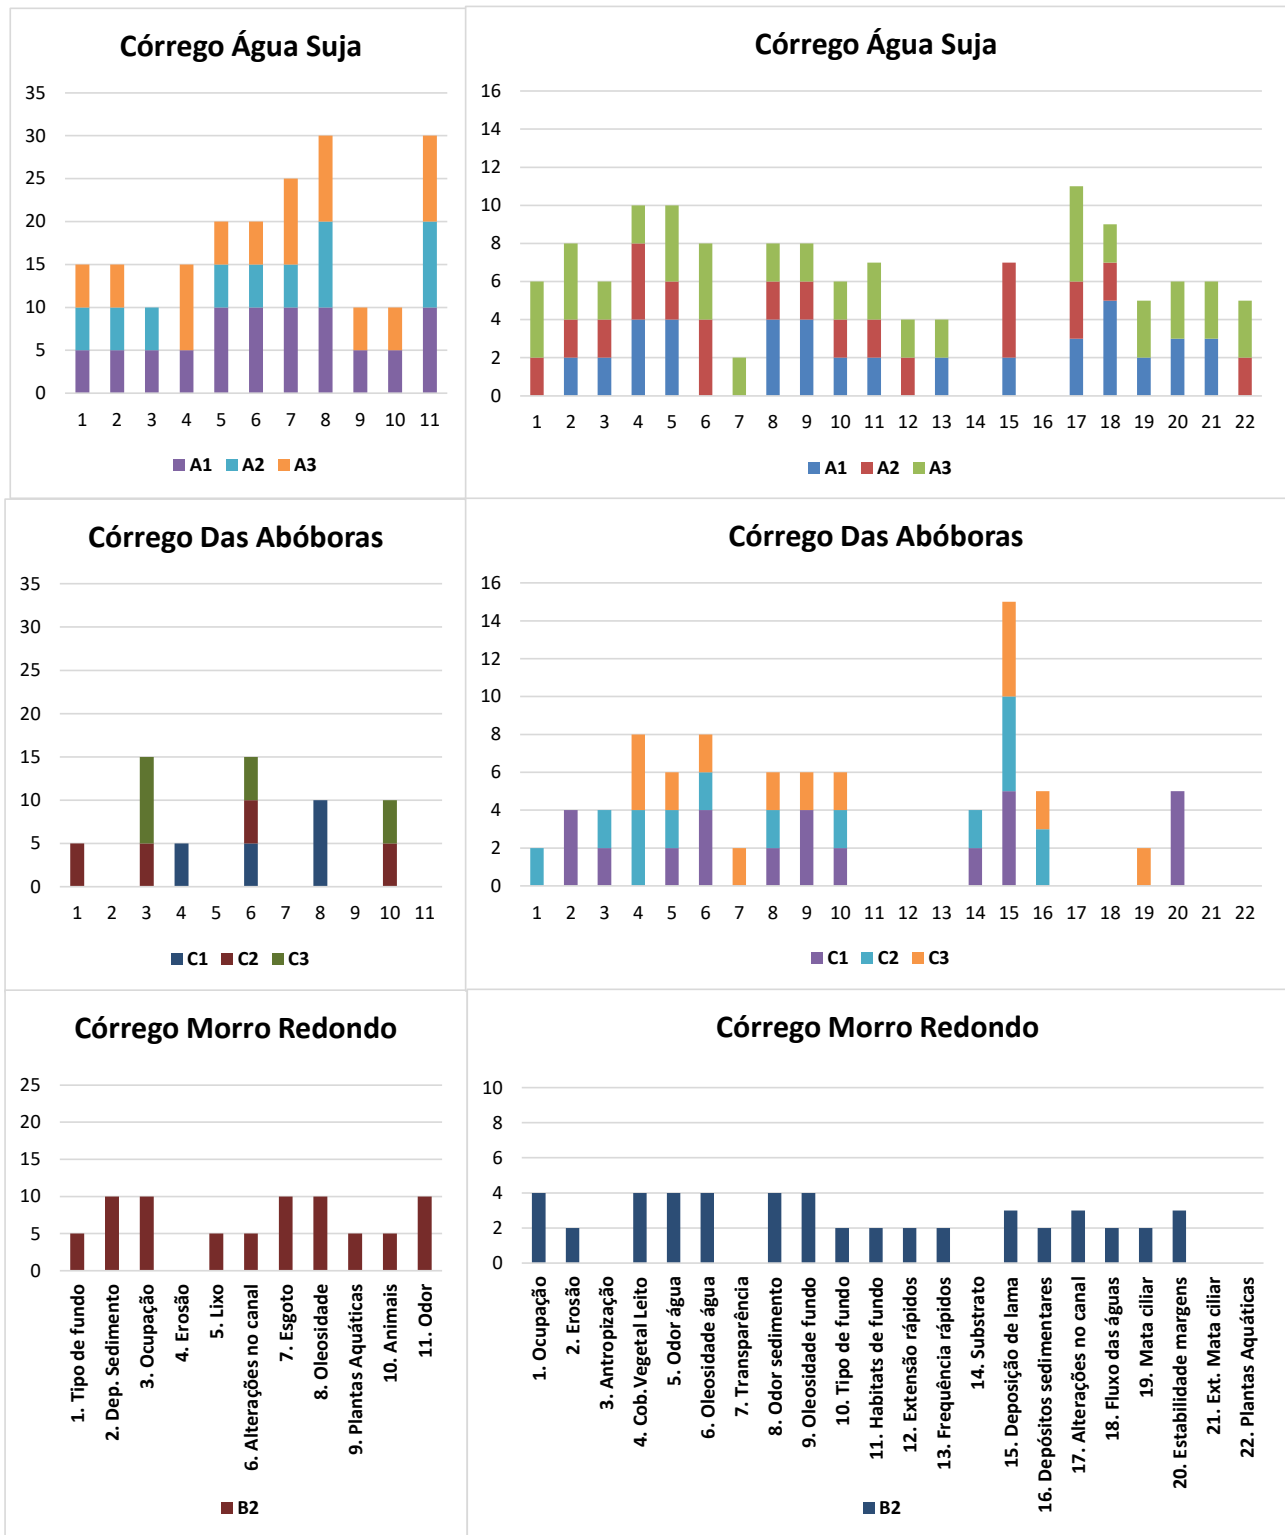 Córrego Água Suja
35
30
25
20
15
10
5
0
1 2 3 4 5 6 7 8 9 10 11
A1 A2 A3
Córrego Água Suja
16
14
12
10
8
6
4
2
0
1 2 3 4 5 6 7 8 9 10 11 12 13 14 15 16 17 18 19 20 21 22
A1 A2 A3
Córrego Das Abóboras
35
30
25
20
15
10
5
0
1 2 3 4 5 6 7 8 9 10 11
C1 C2 C3
Córrego Das Abóboras
16
14
12
10
8
6
4
2
0
1 2 3 4 5 6 7 8 9 10 11 12 13 14 15 16 17 18 19 20 21 22
C1 C2 C3
Córrego Morro Redondo
25
20
15
10
5
0
1. Tipo de fundo
2. Dep. Sedimento
3. Ocupação
4. Erosão
5. Lixo
6. Alterações no canal
7. Esgoto
8. Oleosidade
9. Plantas Aquáticas
10. Animais
11. Odor
B2
Córrego Morro Redondo
10
8
6
4
2
0
1. Ocupação
2. Erosão
3. Antropização
4. Cob.Vegetal Leito
5. Odor água
6. Oleosidade água
7. Transparência
8. Odor sedimento
9. Oleosidade fundo
10. Tipo de fundo
11. Habitats de fundo
12. Extensão rápidos
13. Frequência rápidos
14. Substrato
15. Deposição de lama
16. Depósitos sedimentares
17. Alterações no canal
18. Fluxo das águas
19. Mata ciliar
20. Estabilidade margens
21. Ext. Mata ciliar
22. Plantas Aquáticas
B2